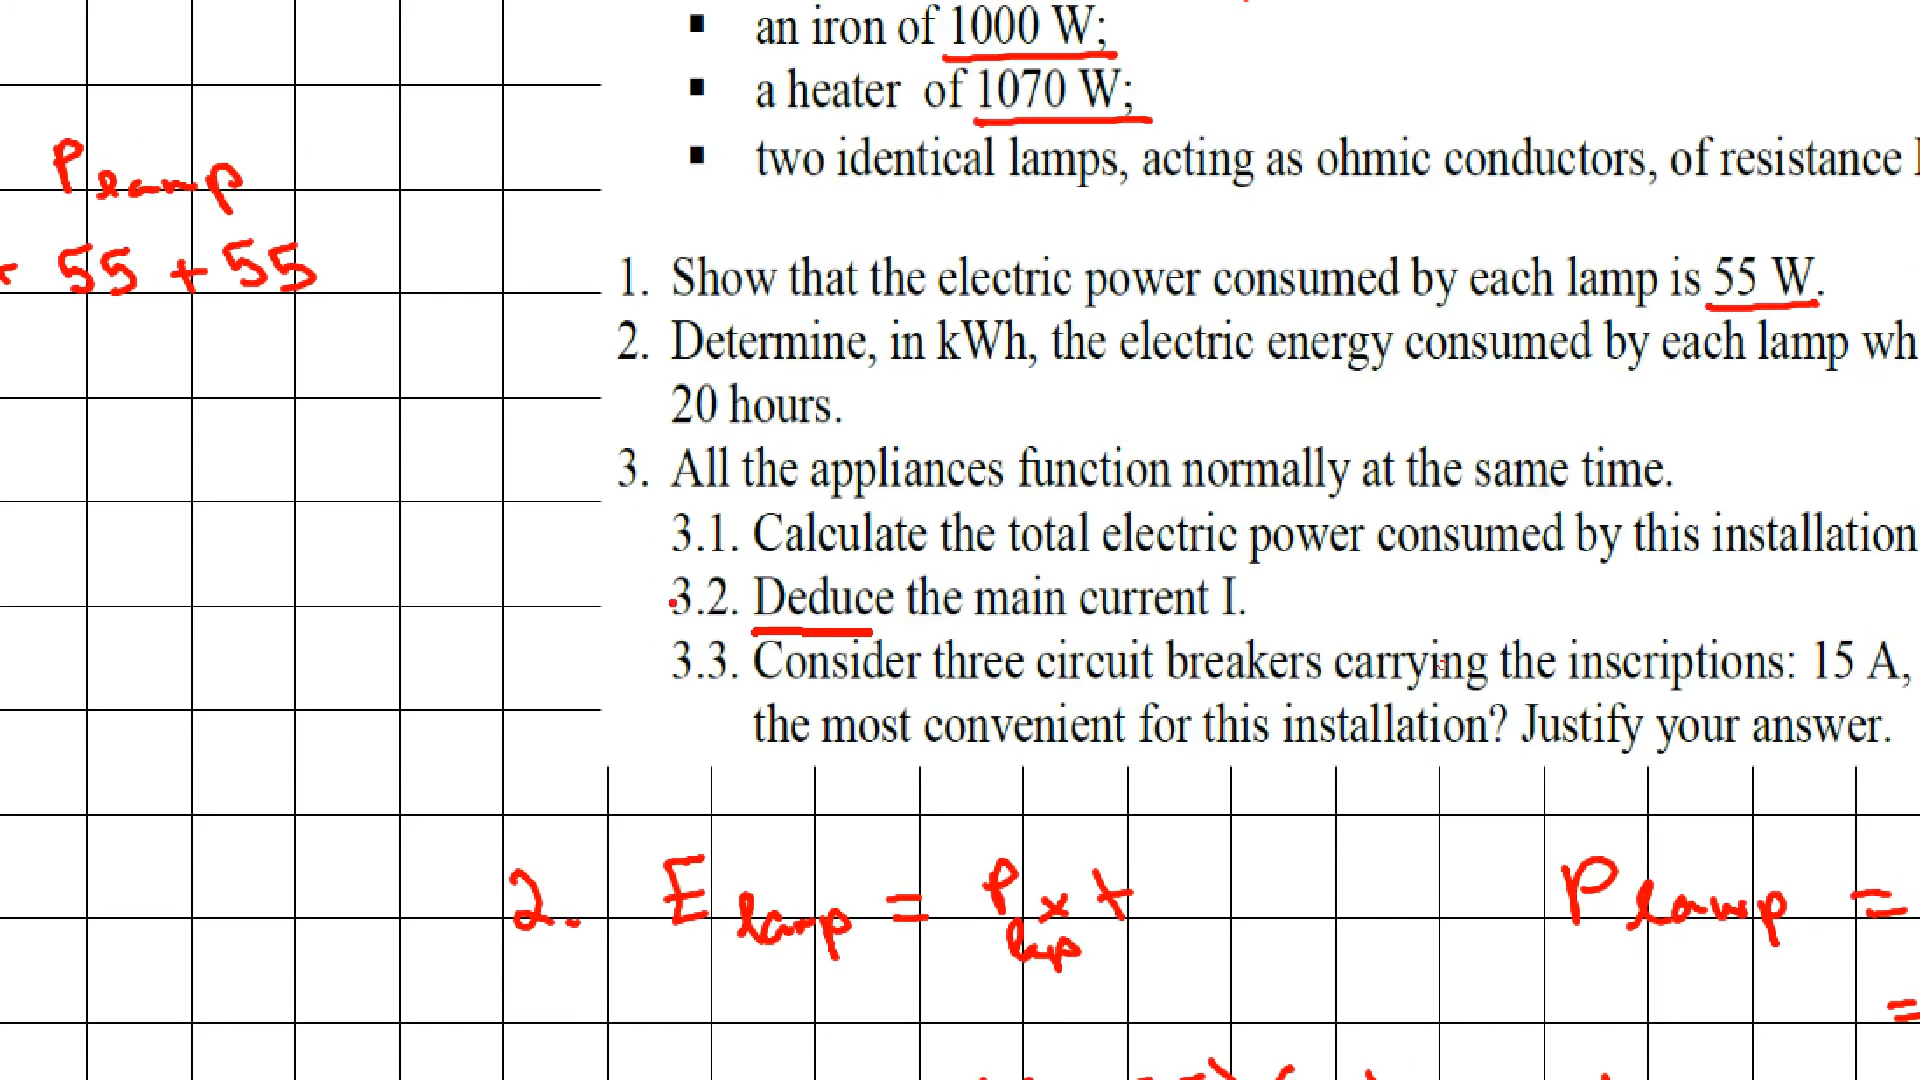 ▪ an iron of 1000 W;
▪ a heater of 1070 W;
▪ two identical lamps, acting as ohmic conductors, of resistance
P lamp
+ 55 + 55
1. Show that the electric power consumed by each lamp is 55 W.
2. Determine, in kWh, the electric energy consumed by each lamp wh
20 hours.
3. All the appliances function normally at the same time.
3.1. Calculate the total electric power consumed by this installation
3.2. Deduce the main current I.
3.3. Consider three circuit breakers carrying the inscriptions: 15 A,
the most convenient for this installation? Justify your answer.
2. E lamp = P lamp x t
P lamp =
=